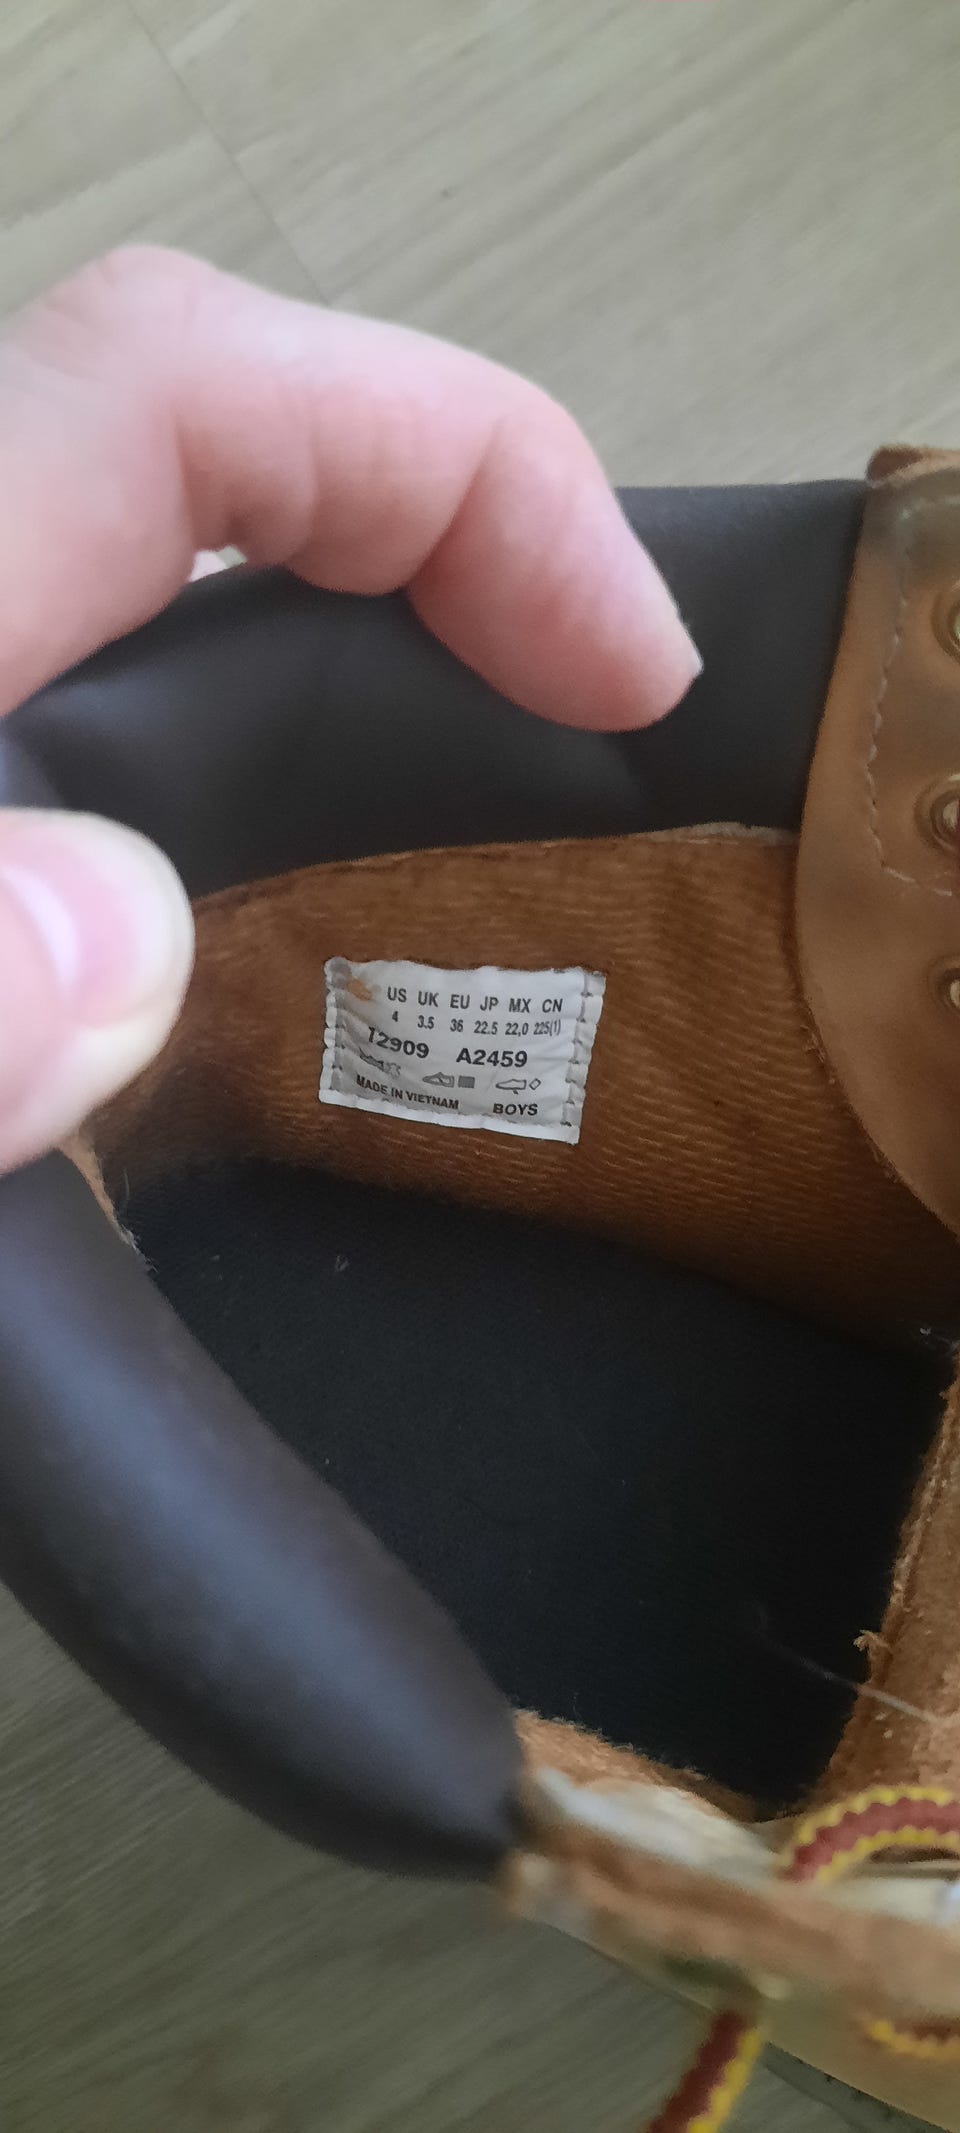 US UK EU JP MX CN
4 3.5 36 22.5 22,0 225(1)
12909 A2459
MADE IN VIETNAM BOYS